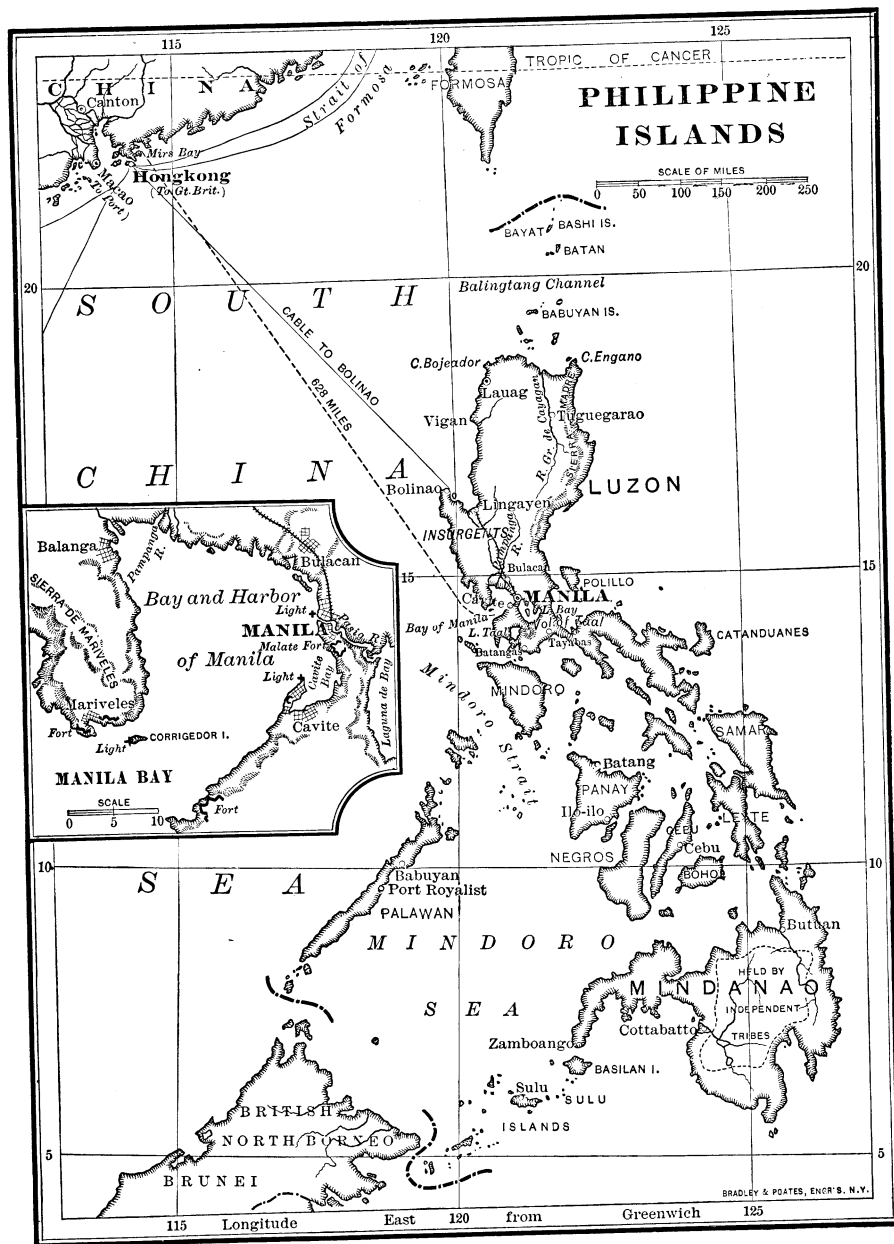 115
120
125
TROPIC OF CANCER
CHINA
Canton
Strait of
Formosa
FORMOSA
PHILIPPINE
ISLANDS
SCALE OF MILES
0 50 100 150 200 250
Mirs Bay
Hongkong
(To Gt.Brit.)
Macao
(To Port)
BAYAT
BASHI IS.
BATAN
20
20
SOUTH
Balingtang Channel
BABUYAN IS.
CABLE TO BOLINAO
628 MILES
C.Bojeador
C.Engano
Lauag
Vigan
Tuguegarao
R. Gr. de Cayagan
SIERRA MADRE
CHINA
Bolinao
LUZON
Lingayen
INSURGENTS
R.
Bulacan
15
15
POLILLO
MANILA
Cavite
L. Bay
Bay of Manila
Vol. of Taal
L. Taal
Batangas
Tayabas
CATANDUANES
Mindoro Strait
MINDORO
SAMAR
Batang
PANAY
Ilo-ilo
LEYTE
CEBU
Cebu
NEGROS
BOHOL
10
10
SEA
Babuyan
Port Royalist
PALAWAN
MINDORO
SEA
Butuan
HELD BY
MINDANAO
INDEPENDENT
TRIBES
Cottabatto
Zamboango
BASILAN I.
Sulu
SULU
ISLANDS
BRITISH
NORTH BORNEO
BRUNEI
5
5
BRADLEY & POATES, ENGR'S. N.Y.
115
Longitude
East
120
from
Greenwich
125
Balanga
Pampanga
R.
Bulacan
SIERRA DE MARIVELES
Bay and Harbor
of Manila
Light
MANILA
Pasig R.
Malate Fort
Light
Cavite
Bay
Cavite
Laguna de Bay
Mariveles
Fort
Light
CORRIGEDOR I.
MANILA BAY
SCALE
0 5 10
Fort